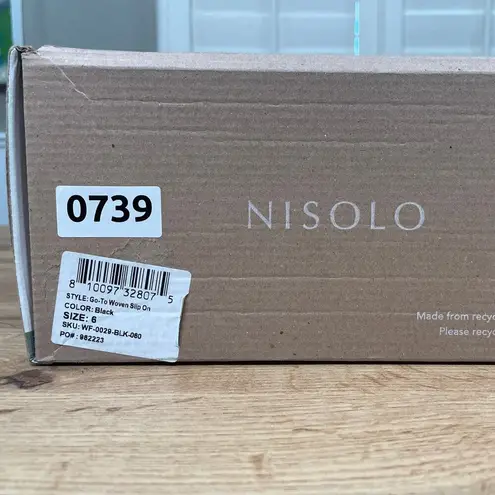 0739
NISOLO
8 10097 32807 5
STYLE: Go-To Woven Slip On
COLOR: Black
SIZE: 6
SKU: WF-0029-BLK-060
PO#: 982223
Made from recyc
Please recyc